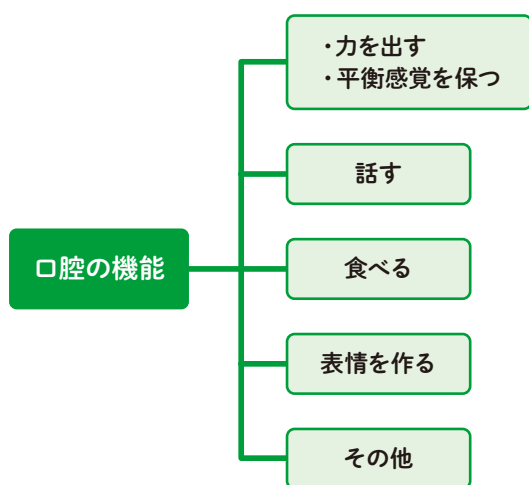 ・力を出す
・平衡感覚を保つ
話す
口腔の機能
食べる
表情を作る
その他